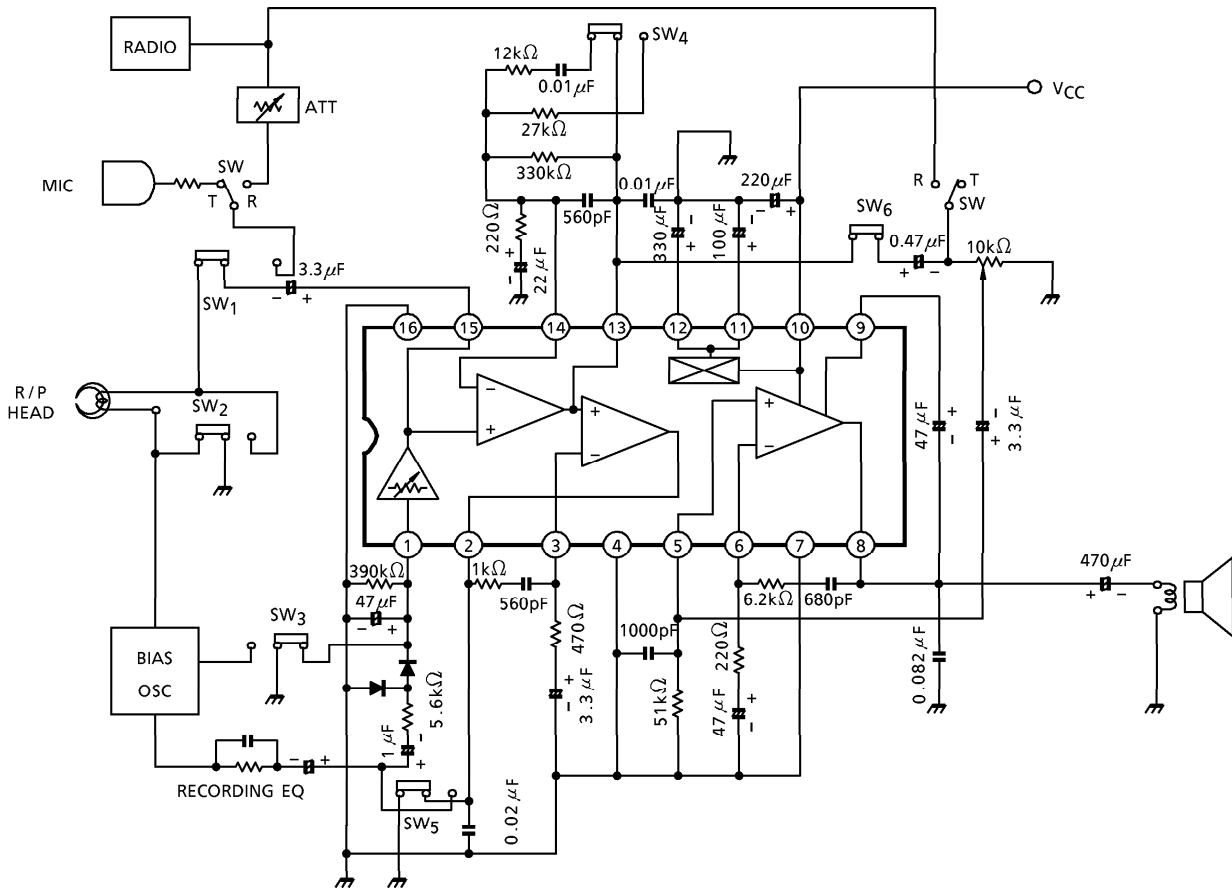 RADIO
ATT
MIC
SW
T R
12kΩ
0.01μF
27kΩ
330kΩ
SW4
VCC
220Ω
+
-
22μF
560pF
0.01μF
330μF
-
+
100μF
-
+
220μF
- +
R T
SW
SW6
0.47μF
+ -
10kΩ
SW1
3.3μF
- +
16 15 14 13 12 11 10 9
R/P
HEAD
SW2
-
+
+
-
+
-
47μF
+
-
-
+
3.3μF
1 2 3 4 5 6 7 8
390kΩ
47μF
- +
1kΩ
560pF
470Ω
3.3μF
+
-
1000pF
51kΩ
6.2kΩ
680pF
220Ω
47μF
+
-
0.082μF
470μF
+ -
BIAS
OSC
SW3
5.6kΩ
1μF
-
+
- +
RECORDING EQ
SW5
0.02μF